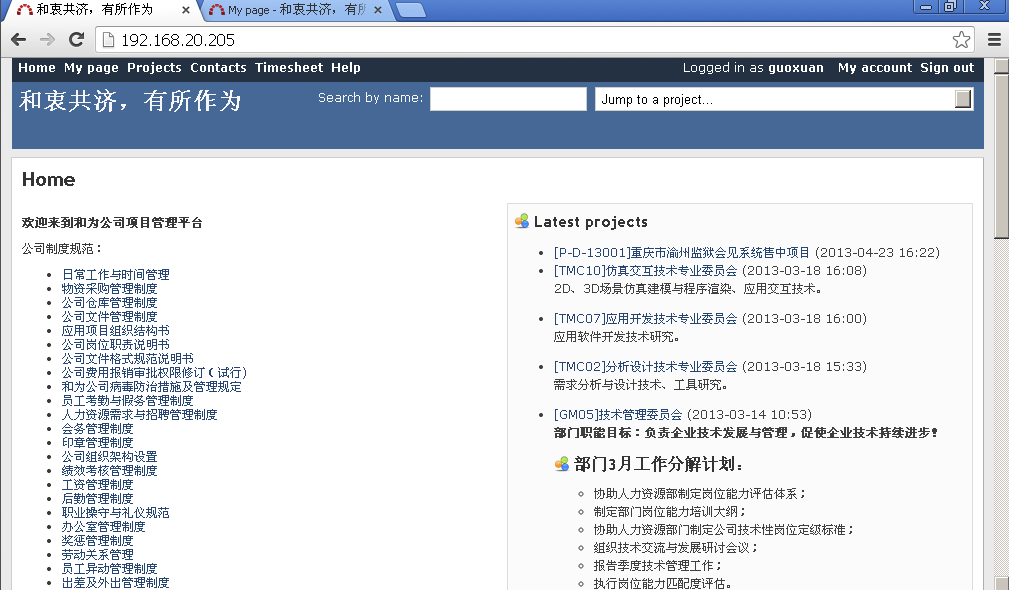 和衷共济，有所作为
My page - 和衷共济，有所
192.168.20.205
Home My page Projects Contacts Timesheet Help
Logged in as guoxuan My account Sign out
和衷共济，有所作为
Search by name:
Jump to a project...
Home
欢迎来到和为公司项目管理平台
公司制度规范：
日常工作与时间管理
物资采购管理制度
公司仓库管理制度
公司文件管理制度
应用项目组织结构书
公司岗位职责说明书
公司文件格式规范说明书
公司费用报销审批权限修订（试行）
和为公司病毒防治措施及管理规定
员工考勤与假务管理制度
人力资源需求与招聘管理制度
会务管理制度
印章管理制度
公司组织架构设置
绩效考核管理制度
工资管理制度
后勤管理制度
职业操守与礼仪规范
办公室管理制度
奖惩管理制度
劳动关系管理
员工异动管理制度
出差及外出管理制度
Latest projects
[P-D-13001]重庆市渝州监狱会见系统售中项目 (2013-04-23 16:22)
[TMC10]仿真交互技术专业委员会 (2013-03-18 16:08)
2D、3D场景仿真建模与程序渲染、应用交互技术。
[TMC07]应用开发技术专业委员会 (2013-03-18 16:00)
应用软件开发技术研究。
[TMC02]分析设计技术专业委员会 (2013-03-18 15:33)
需求分析与设计技术、工具研究。
[GM05]技术管理委员会 (2013-03-14 10:53)
部门职能目标：负责企业技术发展与管理，促使企业技术持续进步！
部门3月工作分解计划：
协助人力资源部制定岗位能力评估体系；
制定部门岗位能力培训大纲；
协助人力资源部门制定公司技术性岗位定级标准；
组织技术交流与发展研讨会议；
报告季度技术管理工作；
执行岗位能力匹配度评估。